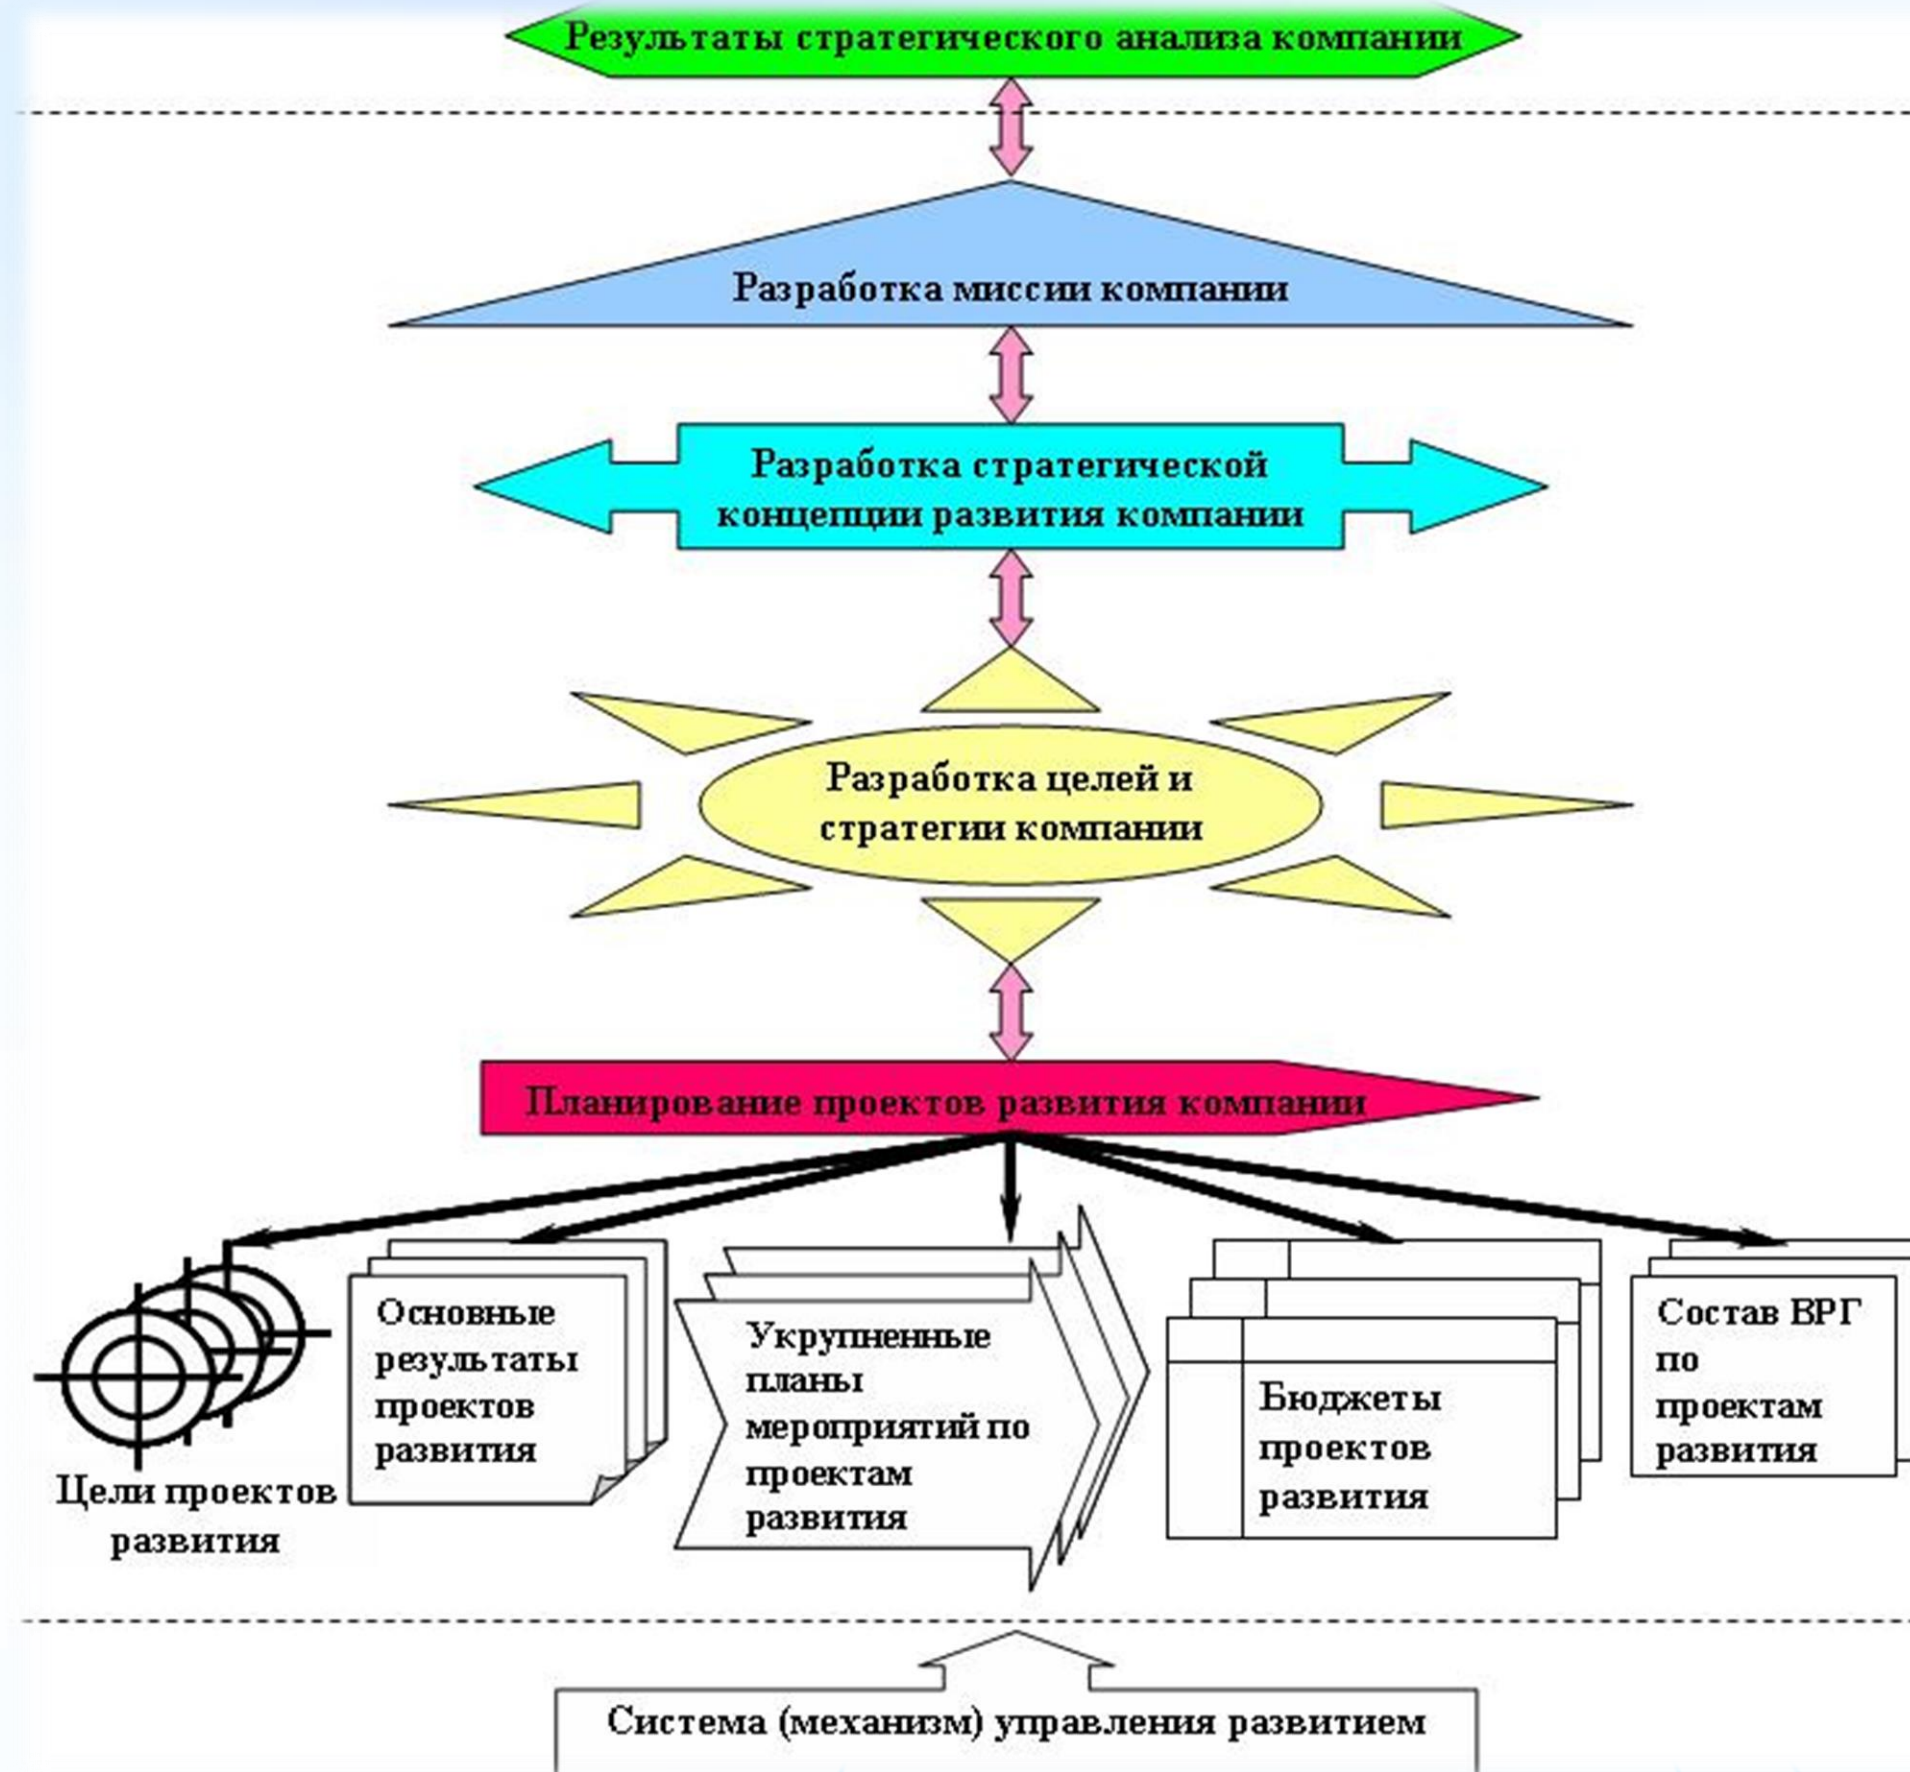 Результаты стратегического анализа компании
Разработка миссии компании
Разработка стратегической
концепции развития компании
Разработка целей и
стратегии компании
Планирование проектов развития компании
Цели проектов
развития
Основные
результаты
проектов
развития
Укрупненные
планы
мероприятий по
проектам
развития
Бюджеты
проектов
развития
Состав ВРГ
по
проектам
развития
Система (механизм) управления развитием